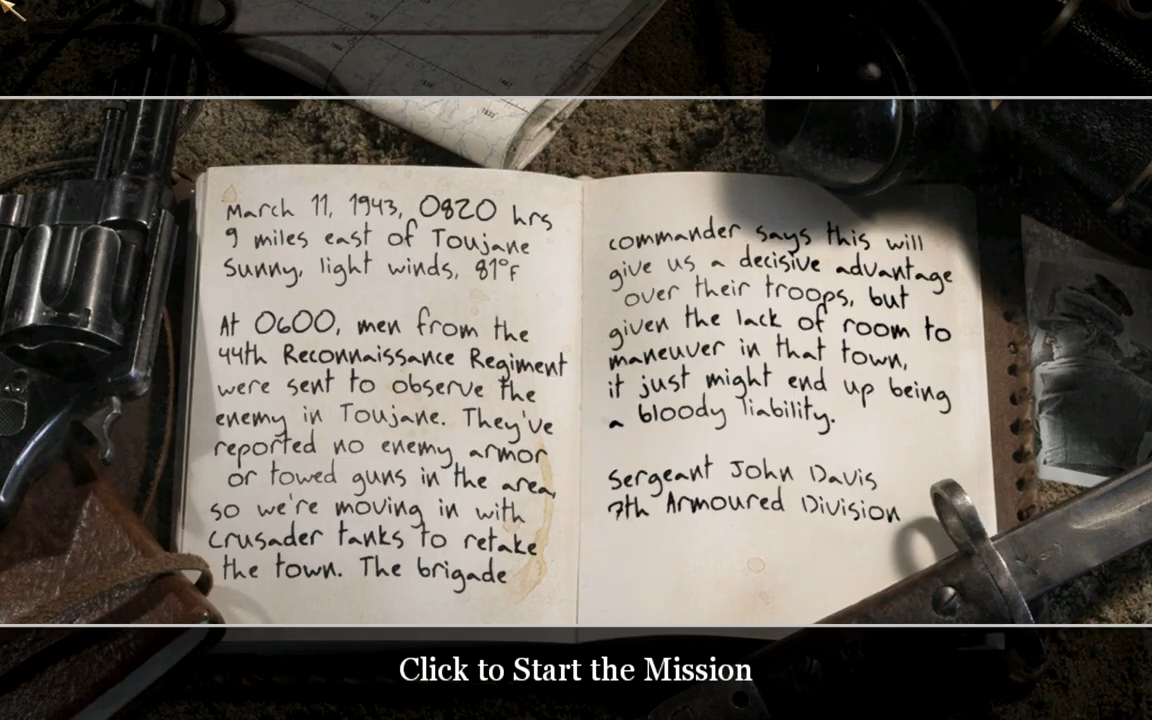 March 11, 1943, 0820 hrs
9 miles east of Toujane
Sunny, light winds, 81°F
At 0600, men from the
44th Reconnaissance Regiment
were sent to observe the
enemy in Toujane. They've
reported no enemy armor
or towed guns in the area,
so we're moving in with
Crusader tanks to retake
the town. The brigade
commander says this will
give us a decisive advantage
over their troops, but
given the lack of room to
maneuver in that town,
it just might end up being
a bloody liability.
Sergeant John Davis
7th Armoured Division
Click to Start the Mission